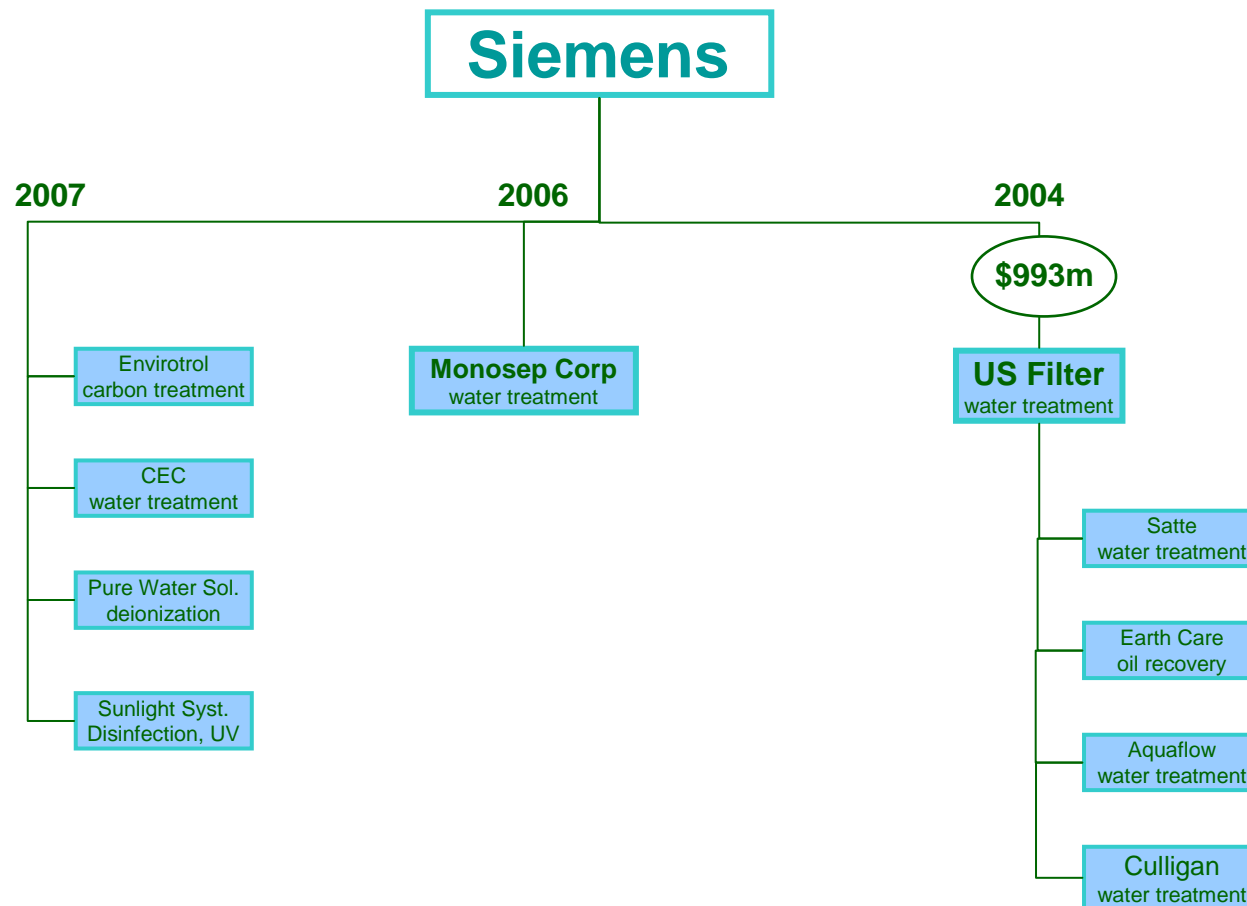 Siemens
2007
2006
2004
$993m
Envirotrol
carbon treatment
CEC
water treatment
Pure Water Sol.
deionization
Sunlight Syst.
Disinfection, UV
Monosep Corp
water treatment
US Filter
water treatment
Satte
water treatment
Earth Care
oil recovery
Aquaflow
water treatment
Culligan
water treatment